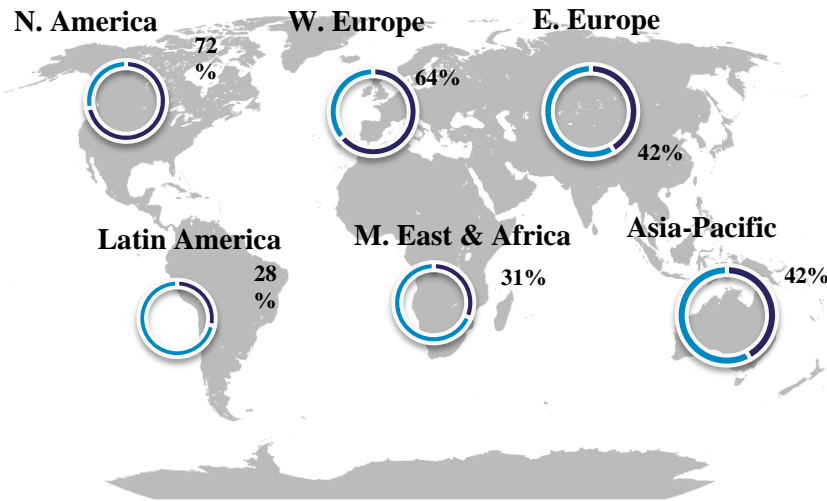 N. America
72
%
W. Europe
64%
E. Europe
42%
Latin America
28
%
M. East & Africa
31%
Asia-Pacific
42%